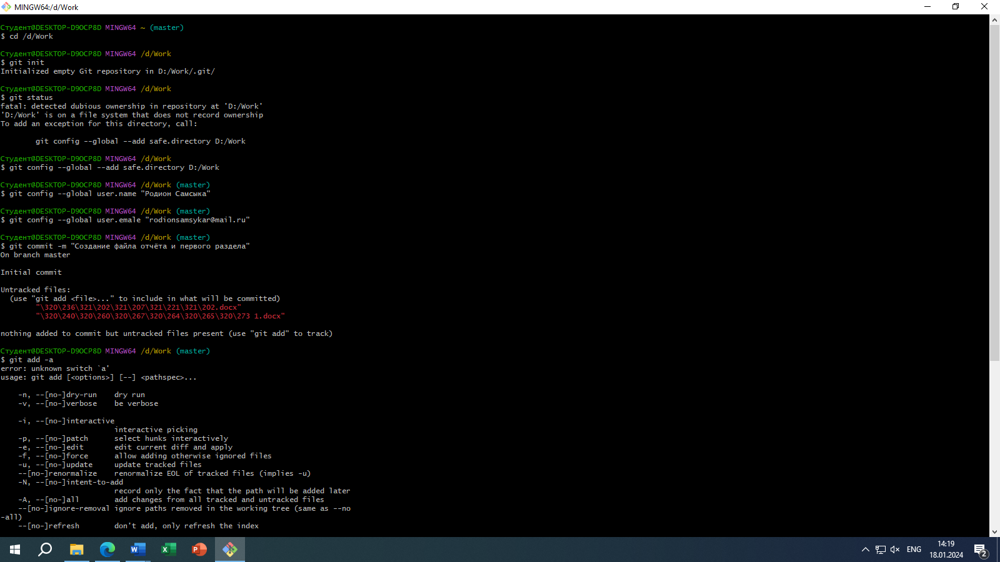 MINGW64:/d/Work
Студент@DESKTOP-D9OCP8D MINGW64 ~ (master)
$ cd /d/Work
Студент@DESKTOP-D9OCP8D MINGW64 /d/Work
$ git init
Initialized empty Git repository in D:/Work/.git/
Студент@DESKTOP-D9OCP8D MINGW64 /d/Work
$ git status
fatal: detected dubious ownership in repository at 'D:/Work'
'D:/Work' is on a file system that does not record ownership
To add an exception for this directory, call:
git config --global --add safe.directory D:/Work
Студент@DESKTOP-D9OCP8D MINGW64 /d/Work
$ git config --global --add safe.directory D:/Work
Студент@DESKTOP-D9OCP8D MINGW64 /d/Work (master)
$ git config --global user.name "Родион Самсыка"
Студент@DESKTOP-D9OCP8D MINGW64 /d/Work (master)
$ git config --global user.emale "rodionsamsykar@mail.ru"
Студент@DESKTOP-D9OCP8D MINGW64 /d/Work (master)
$ git commit -m "Создание файла отчёта и первого раздела"
On branch master
Initial commit
Untracked files:
(use "git add <file>..." to include in what will be committed)
"\320\236\321\202\321\207\321\221\321\202.docx"
"\320\240\320\260\320\267\320\264\320\265\320\273 1.docx"
nothing added to commit but untracked files present (use "git add" to track)
Студент@DESKTOP-D9OCP8D MINGW64 /d/Work (master)
$ git add -a
error: unknown switch `a'
usage: git add [<options>] [--] <pathspec>...
-n, --[no-]dry-run dry run
-v, --[no-]verbose be verbose
-i, --[no-]interactive
interactive picking
-p, --[no-]patch select hunks interactively
-e, --[no-]edit edit current diff and apply
-f, --[no-]force allow adding otherwise ignored files
-u, --[no-]update update tracked files
--[no-]renormalize renormalize EOL of tracked files (implies -u)
-N, --[no-]intent-to-add
record only the fact that the path will be added later
-A, --[no-]all add changes from all tracked and untracked files
--[no-]ignore-removal ignore paths removed in the working tree (same as --no
-all)
--[no-]refresh don't add, only refresh the index
ENG
14:19
18.01.2024
2